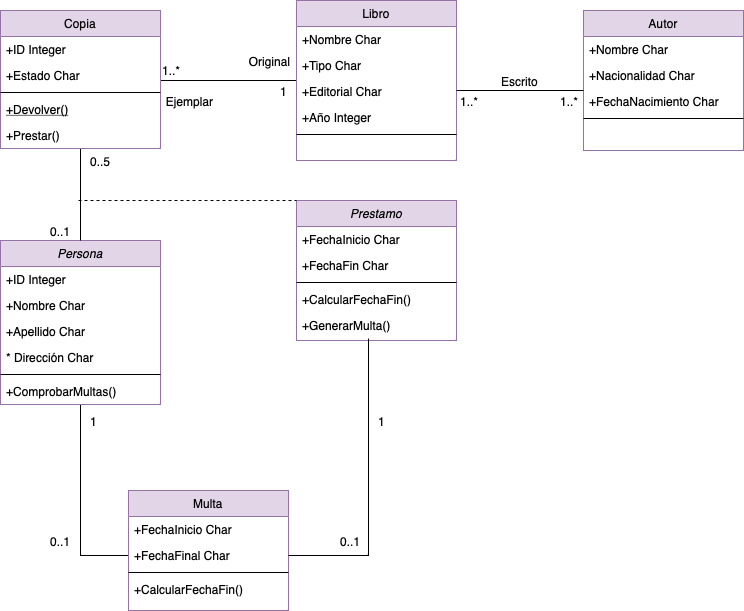 Copia
+ID Integer
+Estado Char
+Devolver()
+Prestar()
1..*
Original
Ejemplar
1
Libro
+Nombre Char
+Tipo Char
+Editorial Char
+Año Integer
Escrito
1..*
1..*
Autor
+Nombre Char
+Nacionalidad Char
+FechaNacimiento Char
0..5
0..1
Persona
+ID Integer
+Nombre Char
+Apellido Char
* Dirección Char
+ComprobarMultas()
Prestamo
+FechaInicio Char
+FechaFin Char
+CalcularFechaFin()
+GenerarMulta()
1
1
0..1
0..1
Multa
+FechaInicio Char
+FechaFinal Char
+CalcularFechaFin()